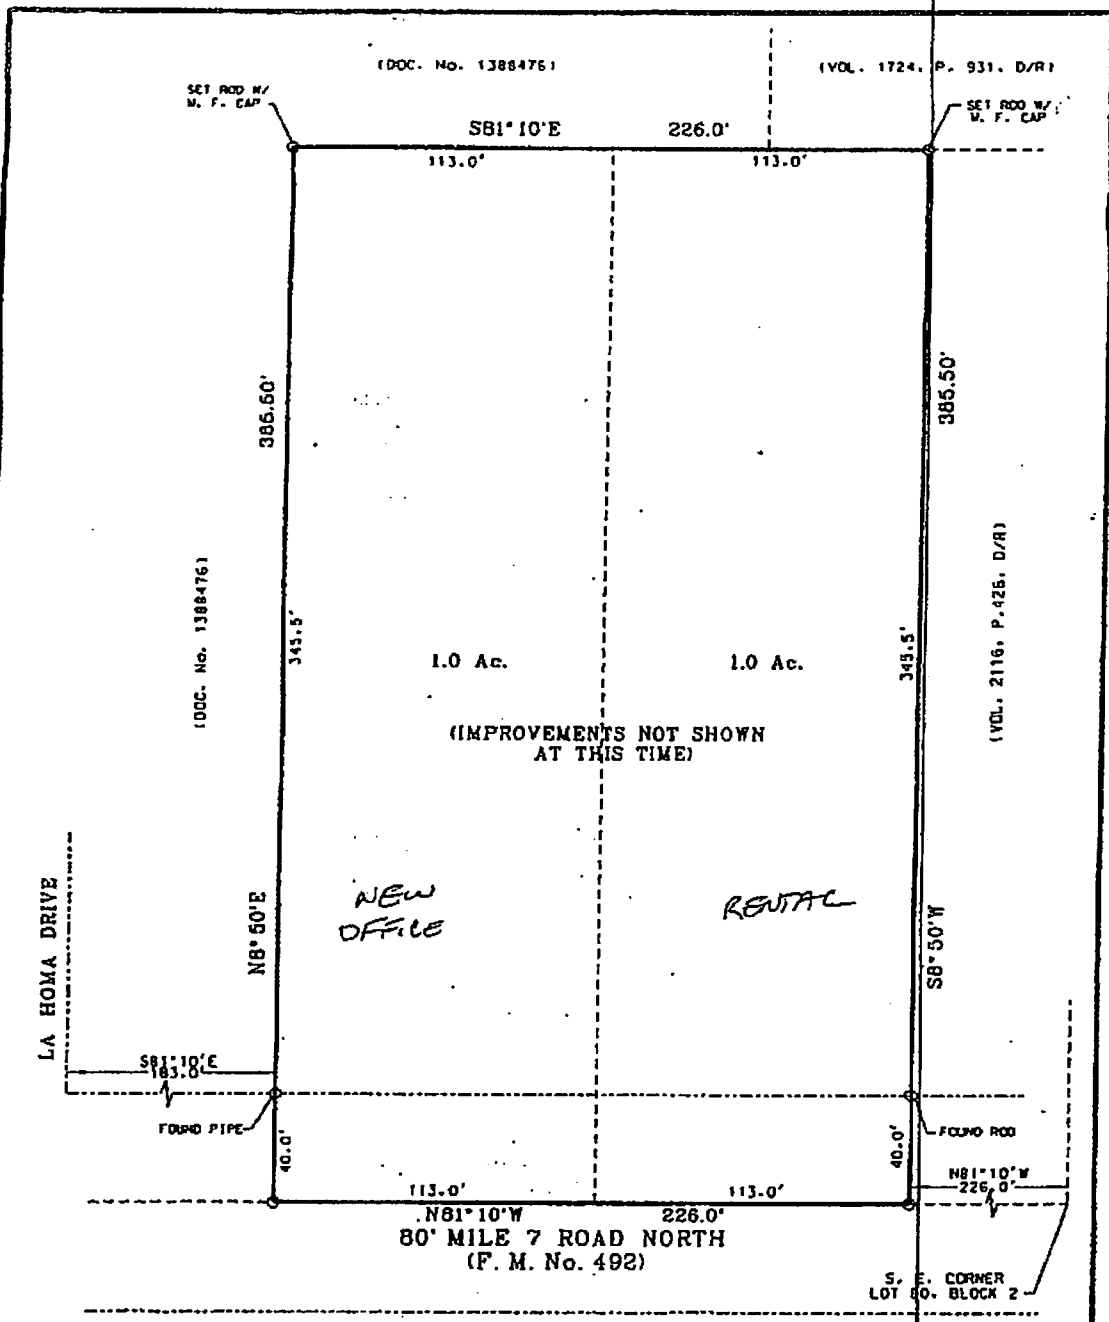 (DOC. No. 1388476)
(VOL. 1724, P. 931, D/R)
SET ROD W/
W. F. CAP
SET ROD W/
W. F. CAP
S81°10'E 226.0'
113.0' 113.0'
385.50'
385.50'
(DOC. No. 1388476)
345.5'
345.5'
(VOL. 2116, P.426, D/R)
1.0 Ac. 1.0 Ac.
(IMPROVEMENTS NOT SHOWN
AT THIS TIME)
NEW
OFFICE
RENTAL
LA HOMA DRIVE
N8°50'E
S8°50'W
S81°10'E
183.0'
FOUND PIPE
40.0'
40.0'
FOUND ROD
N81°10'W
226.0'
113.0' 113.0'
N81°10'W 226.0'
80' MILE 7 ROAD NORTH
(F. M. No. 492)
S. E. CORNER
LOT BLOCK 2